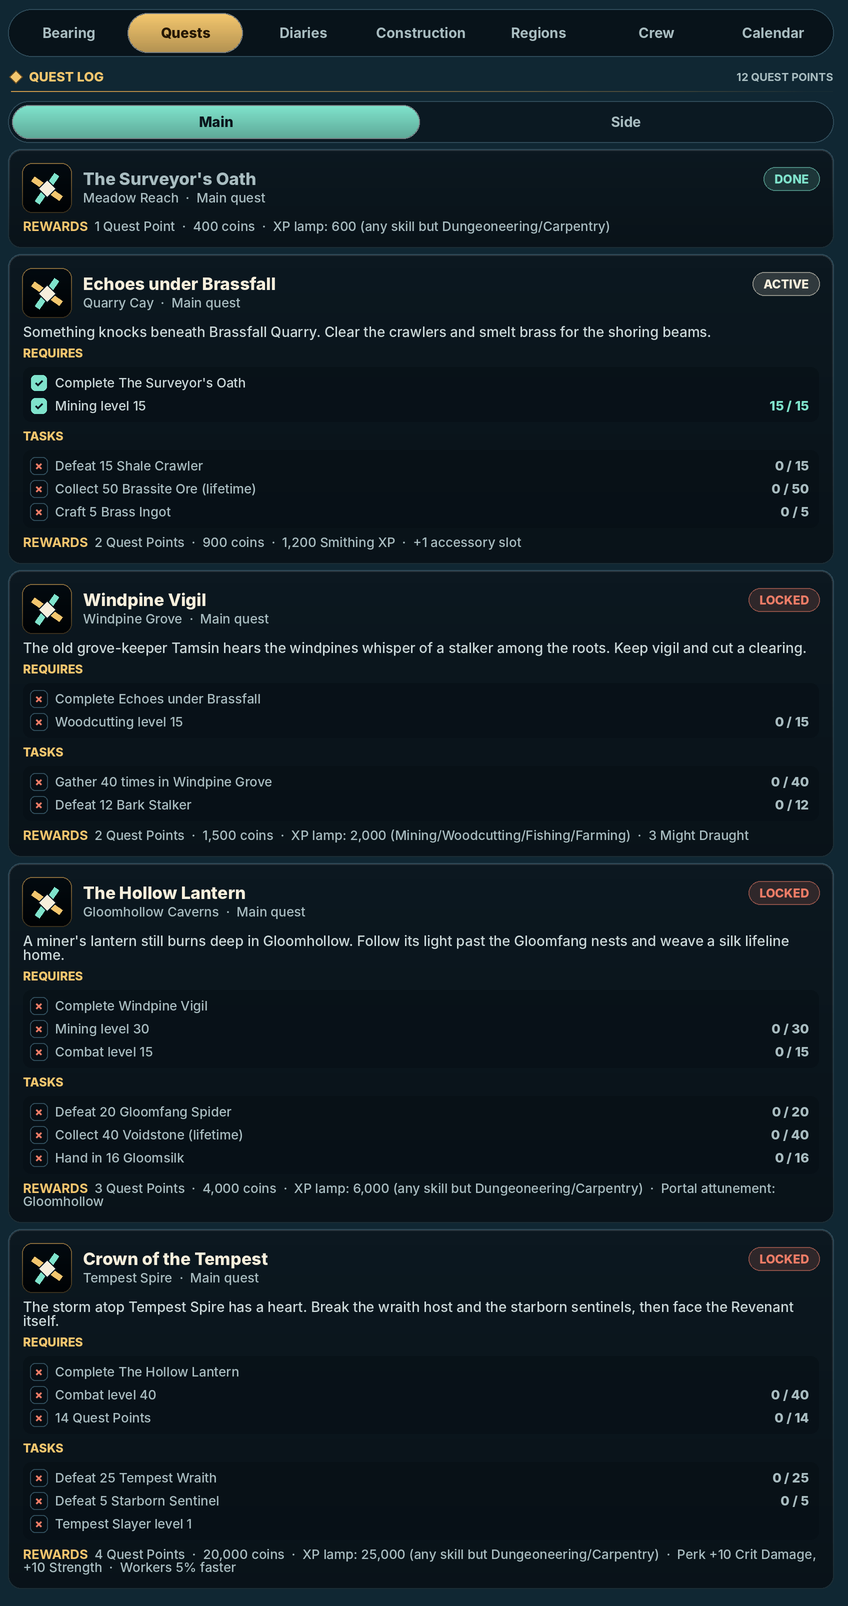 Bearing Quests Diaries Construction Regions Crew Calendar
QUEST LOG 12 QUEST POINTS
Main Side
The Surveyor's Oath DONE
Meadow Reach · Main quest
REWARDS 1 Quest Point · 400 coins · XP lamp: 600 (any skill but Dungeoneering/Carpentry)
Echoes under Brassfall ACTIVE
Quarry Cay · Main quest
Something knocks beneath Brassfall Quarry. Clear the crawlers and smelt brass for the shoring beams.
REQUIRES
Complete The Surveyor's Oath
Mining level 15 15 / 15
TASKS
Defeat 15 Shale Crawler 0 / 15
Collect 50 Brassite Ore (lifetime) 0 / 50
Craft 5 Brass Ingot 0 / 5
REWARDS 2 Quest Points · 900 coins · 1,200 Smithing XP · +1 accessory slot
Windpine Vigil LOCKED
Windpine Grove · Main quest
The old grove-keeper Tamsin hears the windpines whisper of a stalker among the roots. Keep vigil and cut a clearing.
REQUIRES
Complete Echoes under Brassfall
Woodcutting level 15 0 / 15
TASKS
Gather 40 times in Windpine Grove 0 / 40
Defeat 12 Bark Stalker 0 / 12
REWARDS 2 Quest Points · 1,500 coins · XP lamp: 2,000 (Mining/Woodcutting/Fishing/Farming) · 3 Might Draught
The Hollow Lantern LOCKED
Gloomhollow Caverns · Main quest
A miner's lantern still burns deep in Gloomhollow. Follow its light past the Gloomfang nests and weave a silk lifeline
home.
REQUIRES
Complete Windpine Vigil
Mining level 30 0 / 30
Combat level 15 0 / 15
TASKS
Defeat 20 Gloomfang Spider 0 / 20
Collect 40 Voidstone (lifetime) 0 / 40
Hand in 16 Gloomsilk 0 / 16
REWARDS 3 Quest Points · 4,000 coins · XP lamp: 6,000 (any skill but Dungeoneering/Carpentry) · Portal attunement:
Gloomhollow
Crown of the Tempest LOCKED
Tempest Spire · Main quest
The storm atop Tempest Spire has a heart. Break the wraith host and the starborn sentinels, then face the Revenant
itself.
REQUIRES
Complete The Hollow Lantern
Combat level 40 0 / 40
14 Quest Points 0 / 14
TASKS
Defeat 25 Tempest Wraith 0 / 25
Defeat 5 Starborn Sentinel 0 / 5
Tempest Slayer level 1
REWARDS 4 Quest Points · 20,000 coins · XP lamp: 25,000 (any skill but Dungeoneering/Carpentry) · Perk +10 Crit Damage,
+10 Strength · Workers 5% faster